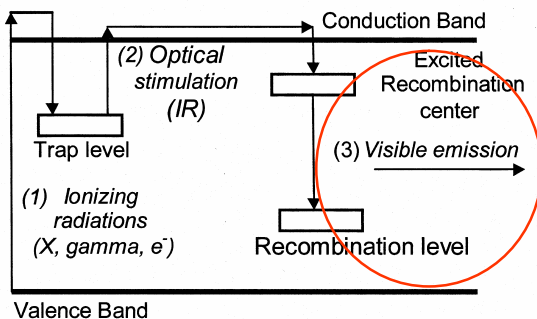 Conduction Band
(2) Optical
stimulation
(IR)
Excited
Recombination
center
Trap level
(3) Visible emission
(1) Ionizing
radiations
(X, gamma, e⁻)
Recombination level
Valence Band